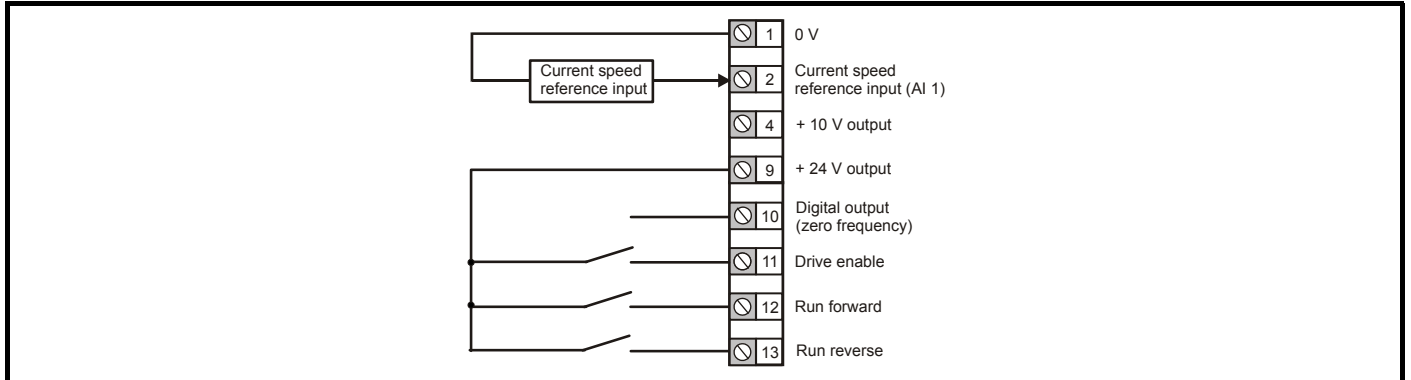 1 0 V
Current speed
reference input
2 Current speed
reference input (AI 1)
4 + 10 V output
9 + 24 V output
10 Digital output
(zero frequency)
11 Drive enable
12 Run forward
13 Run reverse